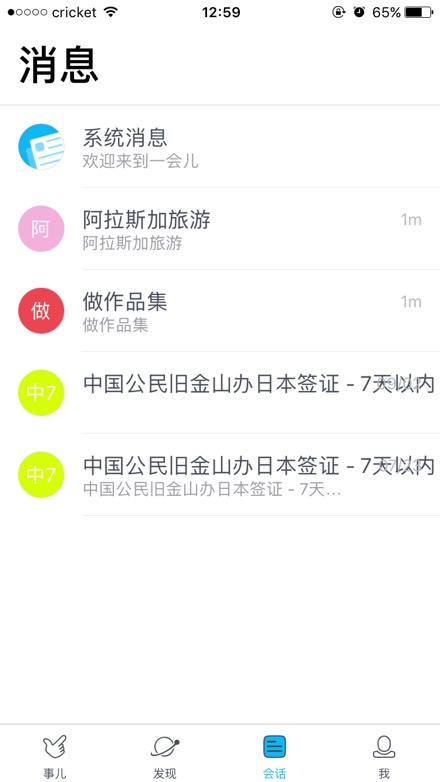 cricket 12:59 65%
消息
系统消息
欢迎来到一会儿
阿
阿拉斯加旅游 1m
阿拉斯加旅游
做
做作品集 1m
做作品集
中7
中国公民旧金山办日本签证 - 7天以内
中7
中国公民旧金山办日本签证 - 7天以内
中国公民旧金山办日本签证 - 7天...
事儿 发现 会话 我